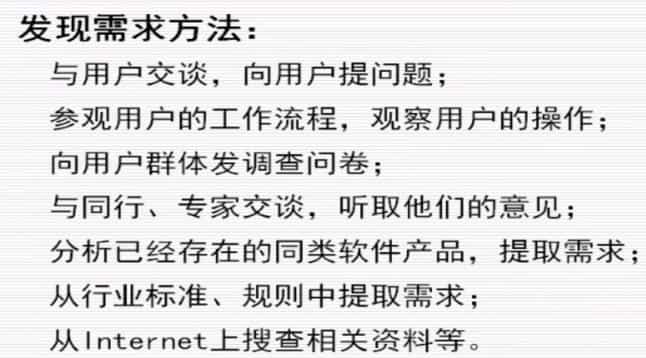 发现需求方法：
与用户交谈，向用户提问题；
参观用户的工作流程，观察用户的操作；
向用户群体发调查问卷；
与同行、专家交谈，听取他们的意见；
分析已经存在的同类软件产品，提取需求；
从行业标准、规则中提取需求；
从Internet上搜查相关资料等。